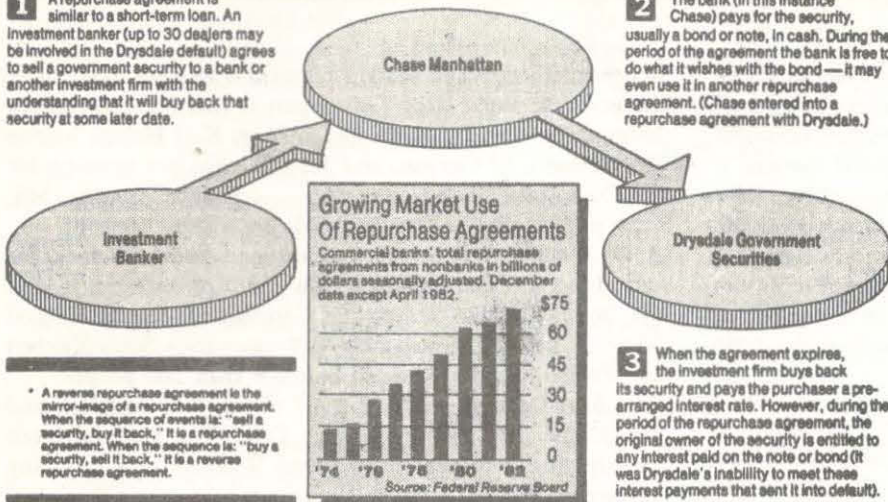 1 A repurchase agreement is
similar to a short-term loan. An
investment banker (up to 30 dealers may
be involved in the Drysdale default) agrees
to sell a government security to a bank or
another investment firm with the
understanding that it will buy back that
security at some later date.
Chase Manhattan
2 The bank (in this instance
Chase) pays for the security,
usually a bond or note, in cash. During the
period of the agreement the bank is free to
do what it wishes with the bond — it may
even use it in another repurchase
agreement. (Chase entered into a
repurchase agreement with Drysdale.)
Investment
Banker
Growing Market Use
Of Repurchase Agreements
Commercial banks' total repurchase
agreements from nonbanks in billions of
dollars seasonally adjusted. December
data except April 1982.
$75
60
45
30
15
0
'74 '76 '78 '80 '82
Source: Federal Reserve Board
Drysdale Government
Securities
* A reverse repurchase agreement is the
mirror-image of a repurchase agreement.
When the sequence of events is: "sell a
security, buy it back," it is a repurchase
agreement. When the sequence is: "buy a
security, sell it back," it is a reverse
repurchase agreement.
3 When the agreement expires,
the investment firm buys back
its security and pays the purchaser a pre-
arranged interest rate. However, during the
period of the repurchase agreement, the
original owner of the security is entitled to
any interest paid on the note or bond (it
was Drysdale's inability to meet these
interest payments that sent it into default).